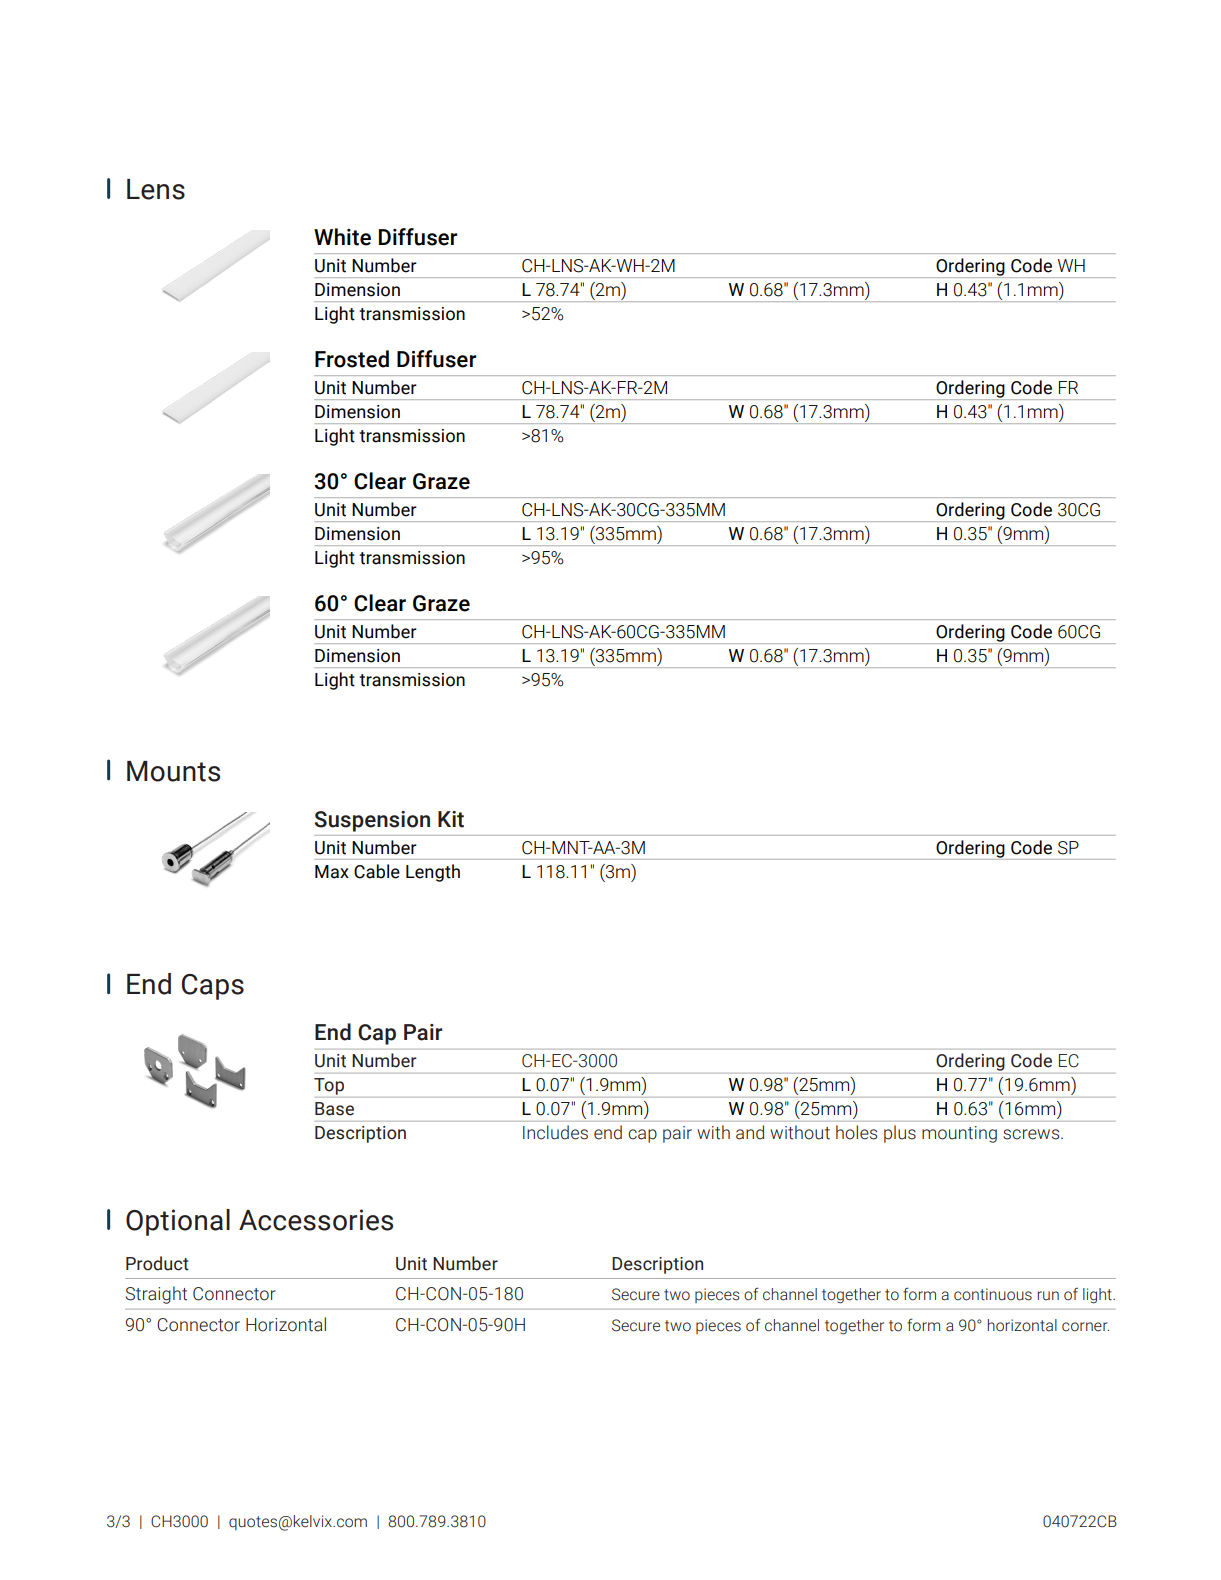 Lens
White Diffuser
Unit Number CH-LNS-AK-WH-2M Ordering Code WH
Dimension L 78.74" (2m) W 0.68" (17.3mm) H 0.43" (1.1mm)
Light transmission >52%
Frosted Diffuser
Unit Number CH-LNS-AK-FR-2M Ordering Code FR
Dimension L 78.74" (2m) W 0.68" (17.3mm) H 0.43" (1.1mm)
Light transmission >81%
30° Clear Graze
Unit Number CH-LNS-AK-30CG-335MM Ordering Code 30CG
Dimension L 13.19" (335mm) W 0.68" (17.3mm) H 0.35" (9mm)
Light transmission >95%
60° Clear Graze
Unit Number CH-LNS-AK-60CG-335MM Ordering Code 60CG
Dimension L 13.19" (335mm) W 0.68" (17.3mm) H 0.35" (9mm)
Light transmission >95%
Mounts
Suspension Kit
Unit Number CH-MNT-AA-3M Ordering Code SP
Max Cable Length L 118.11" (3m)
End Caps
End Cap Pair
Unit Number CH-EC-3000 Ordering Code EC
Top L 0.07" (1.9mm) W 0.98" (25mm) H 0.77" (19.6mm)
Base L 0.07" (1.9mm) W 0.98" (25mm) H 0.63" (16mm)
Description Includes end cap pair with and without holes plus mounting screws.
Optional Accessories
Product Unit Number Description
Straight Connector CH-CON-05-180 Secure two pieces of channel together to form a continuous run of light.
90° Connector Horizontal CH-CON-05-90H Secure two pieces of channel together to form a 90° horizontal corner.
3/3 | CH3000 | quotes@kelvix.com | 800.789.3810 040722CB